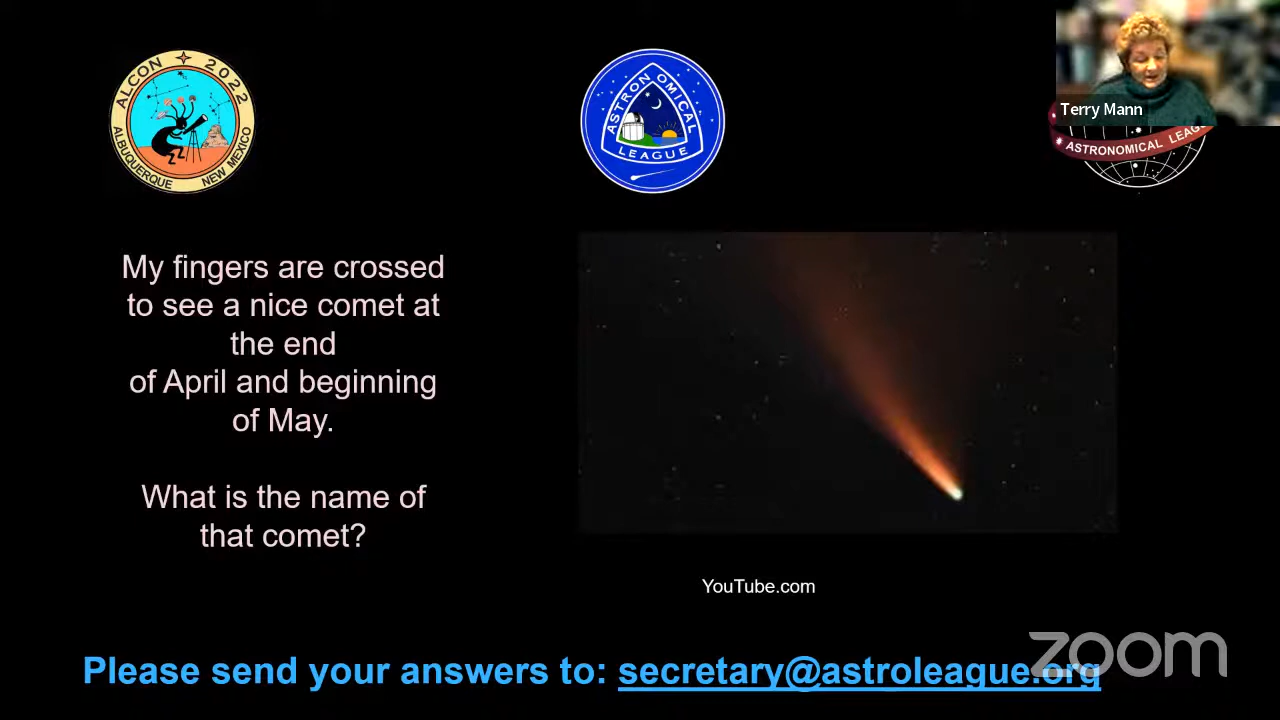 ALCON 2022
ALBUQUERQUE NEW MEXICO
ASTRONOMICAL
LEAGUE
Terry Mann
ASTRONOMICAL LEAG
My fingers are crossed
to see a nice comet at
the end
of April and beginning
of May.
What is the name of
that comet?
YouTube.com
Please send your answers to: secretary@astroleague.org
zoom